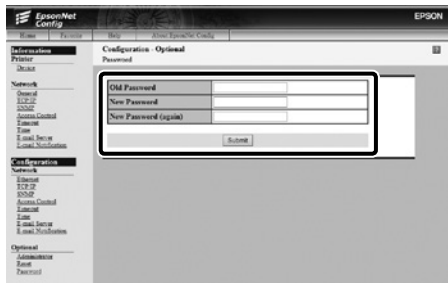 EpsonNet
Config
EPSON
Home Favorite Help About EpsonNet Config
Information
Printer
Device
Network
General
TCP/IP
SNMP
Access Control
Timeout
Time
E-mail Server
E-mail Notification
Configuration
Network
Ethernet
TCP/IP
SNMP
Access Control
Timeout
Time
E-mail Server
E-mail Notification
Optional
Administrator
Reset
Password
Configuration - Optional
Password
Old Password
New Password
New Password (again)
Submit